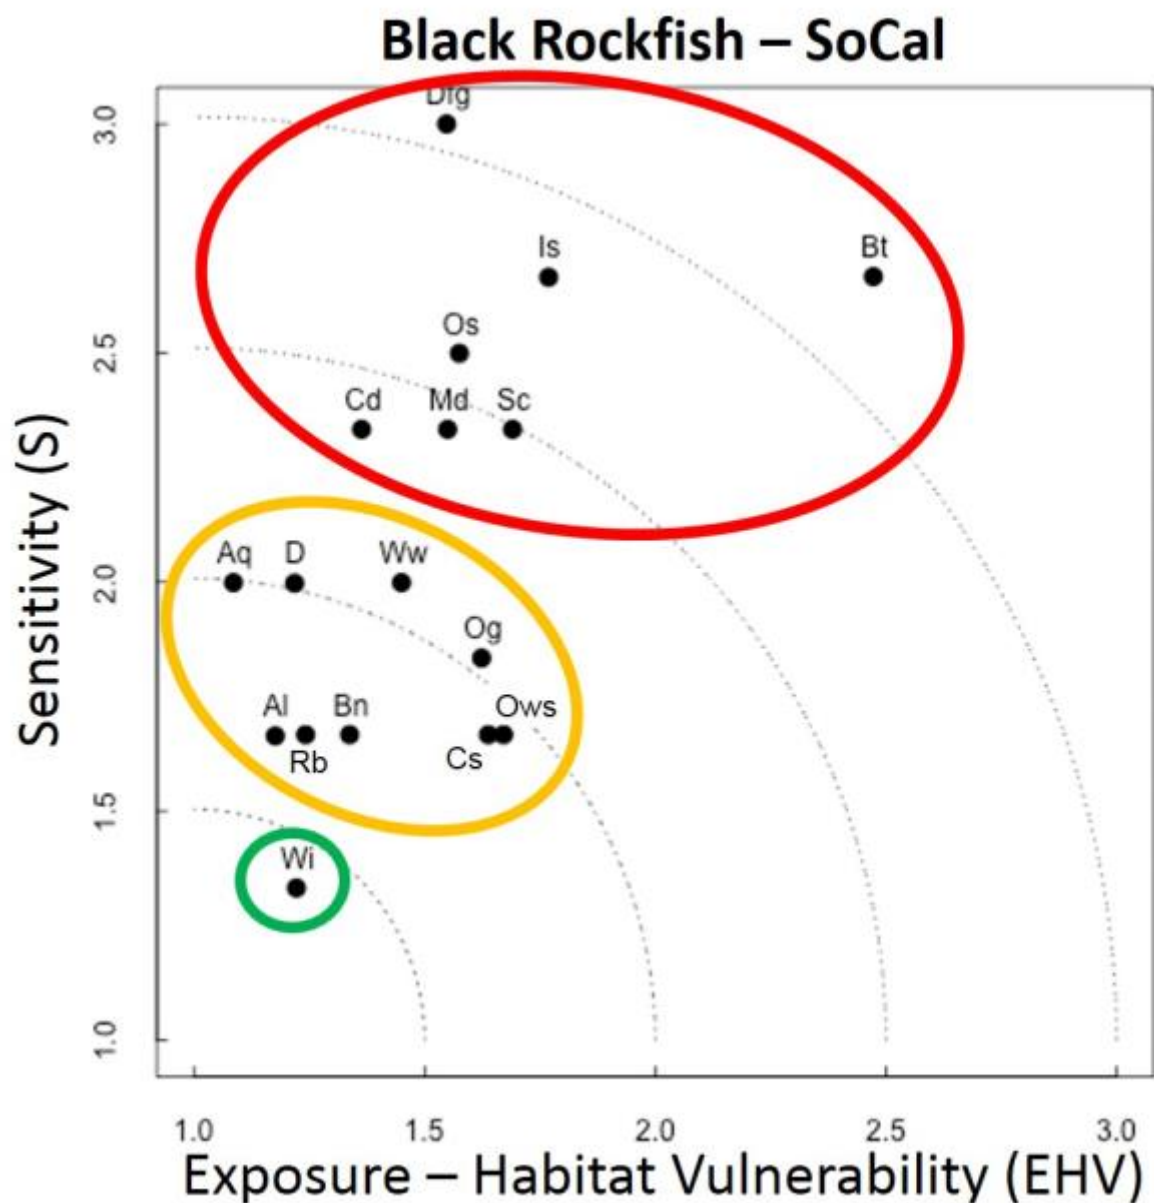 Black Rockfish – SoCal
Dfg
3.0
Is
Bt
Os
2.5
Cd Md Sc
Sensitivity (S)
Aq D Ww
2.0
Og
Al Bn Ows
Rb Cs
1.5
Wi
1.0
1.0 1.5 2.0 2.5 3.0
Exposure – Habitat Vulnerability (EHV)